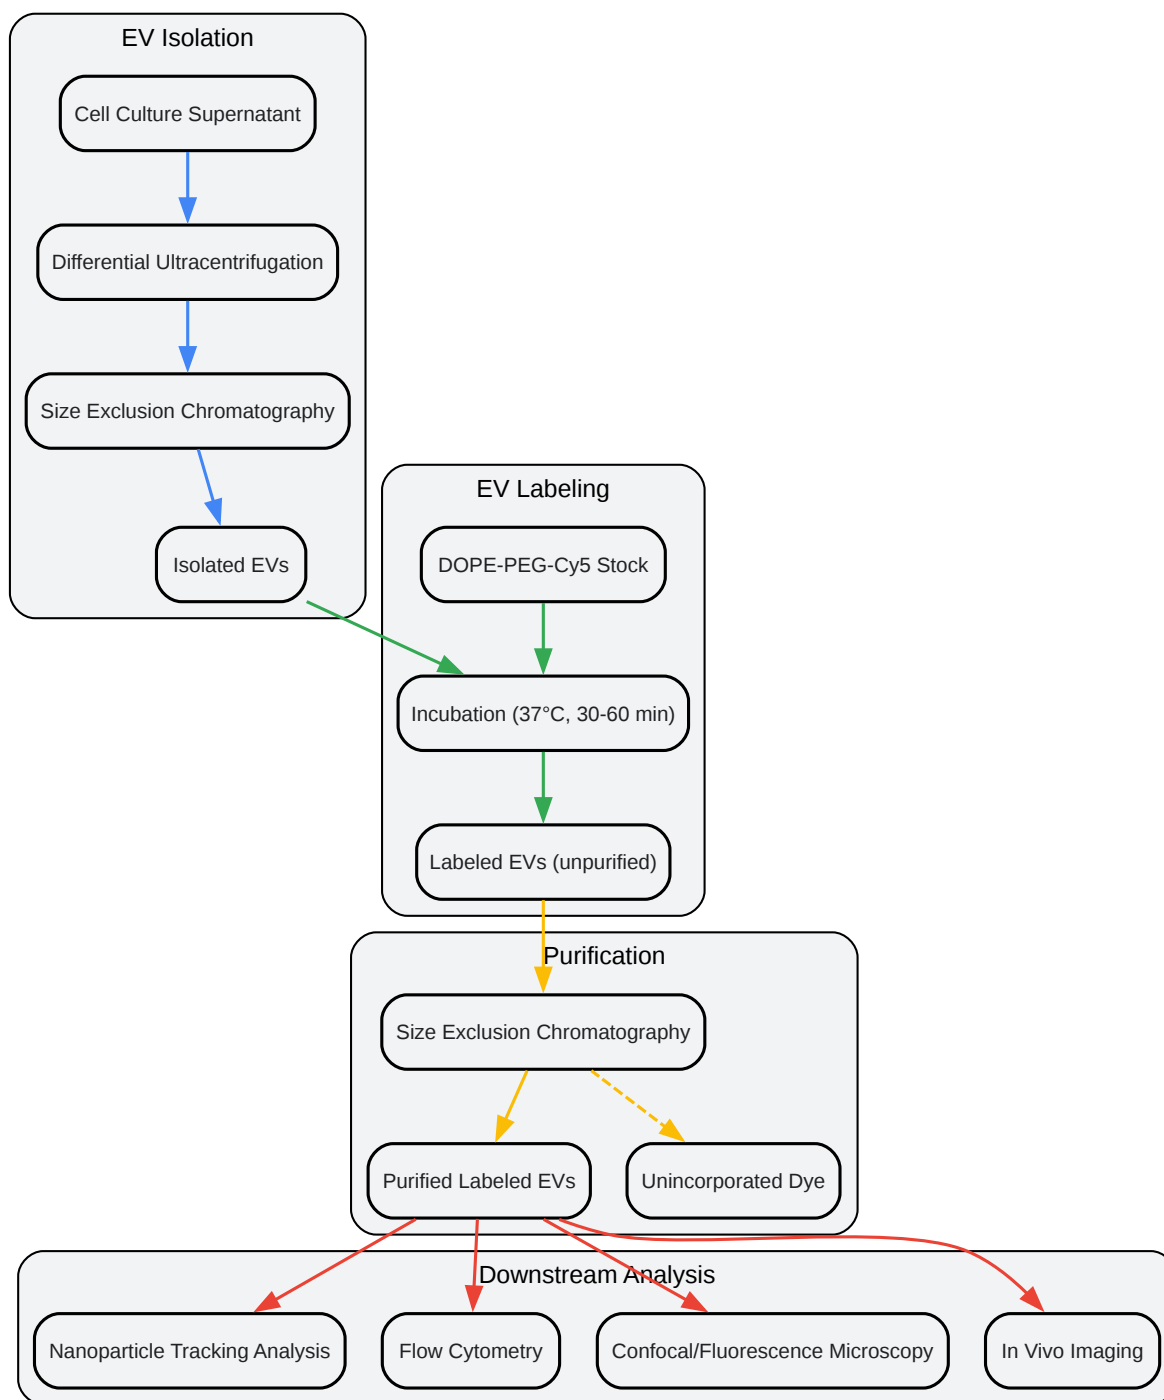 EV Isolation
Cell Culture Supernatant
Differential Ultracentrifugation
Size Exclusion Chromatography
Isolated EVs
EV Labeling
DOPE-PEG-Cy5 Stock
Incubation (37°C, 30-60 min)
Labeled EVs (unpurified)
Purification
Size Exclusion Chromatography
Purified Labeled EVs
Unincorporated Dye
Downstream Analysis
Nanoparticle Tracking Analysis
Flow Cytometry
Confocal/Fluorescence Microscopy
In Vivo Imaging